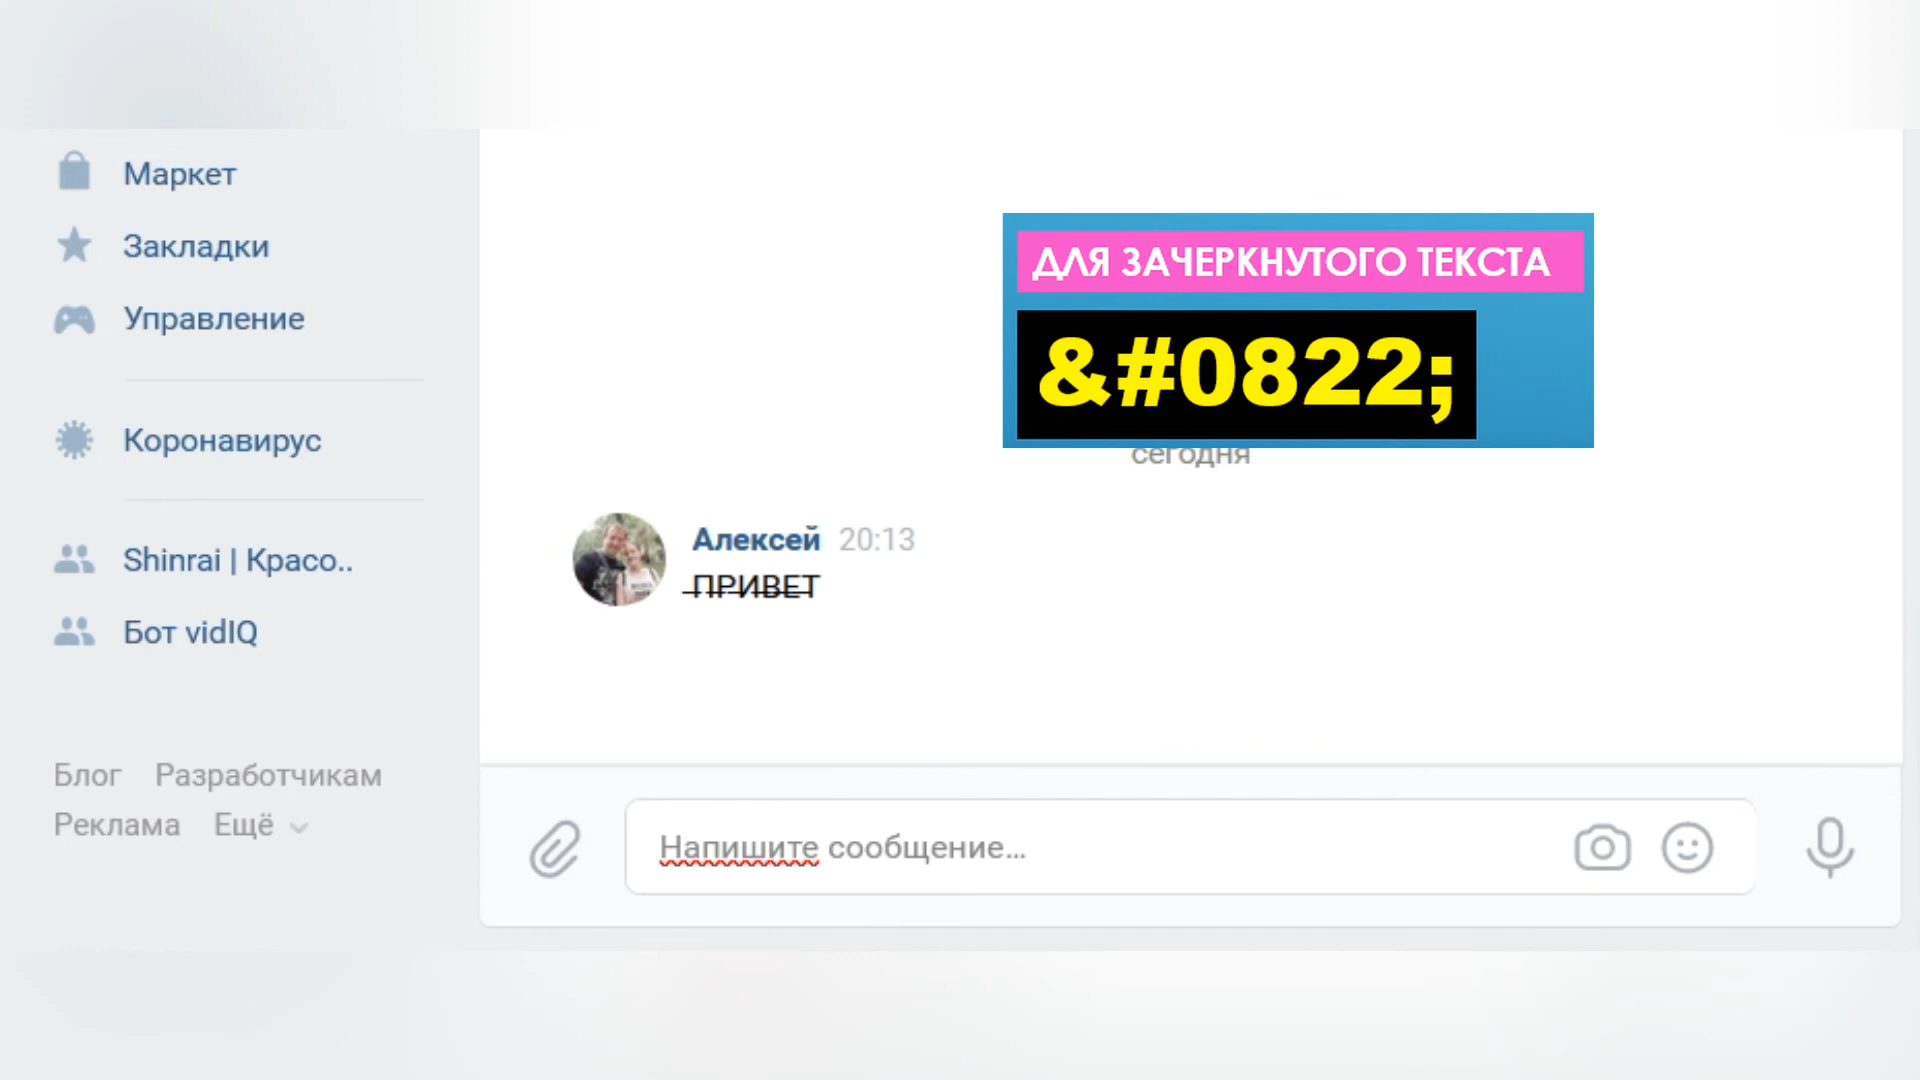 Маркет
Закладки
Управление
Коронавирус
Shinrai | Красо..
Бот vidIQ
Блог Разработчикам
Реклама Ещё
ДЛЯ ЗАЧЕРКНУТОГО ТЕКСТА
&#0822;
сегодня
Алексей 20:13
ПРИВЕТ
Напишите сообщение...